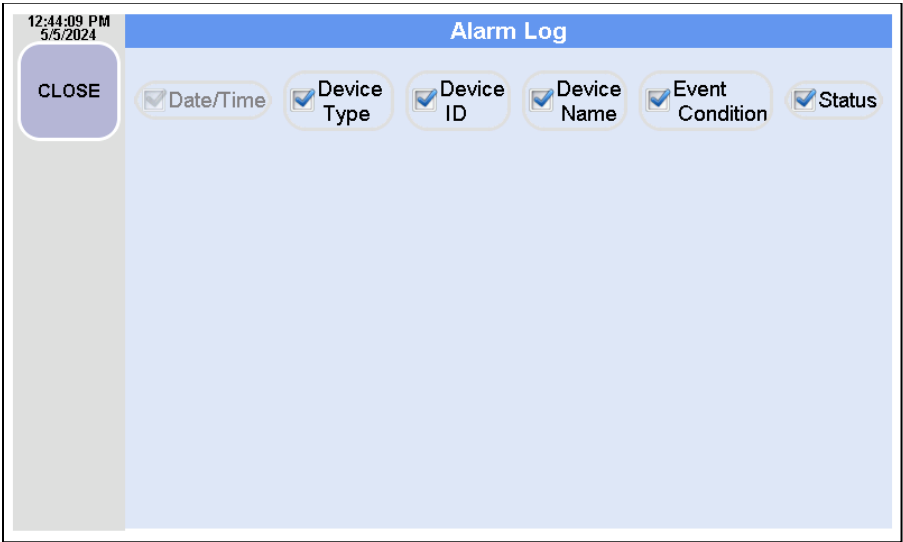 12:44:09 PM
5/5/2024
Alarm Log
CLOSE
Date/Time
Device
Type
Device
ID
Device
Name
Event
Condition
Status